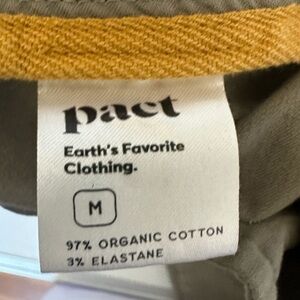 pact
Earth's Favorite
Clothing.
M
97% ORGANIC COTTON
3% ELASTANE